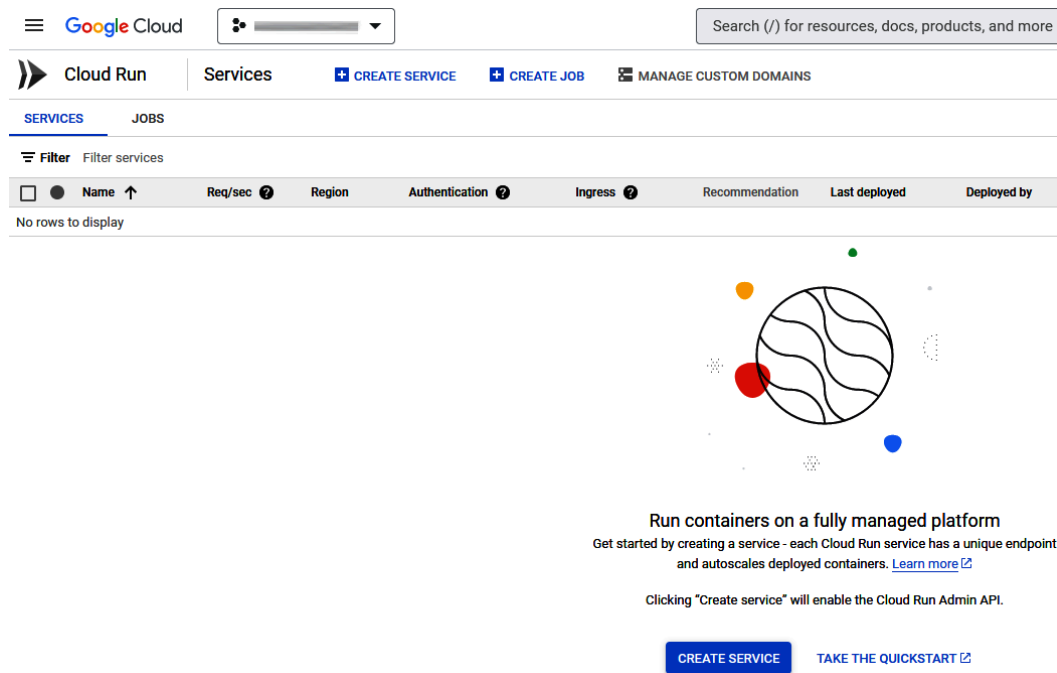 Google Cloud
Search (/) for resources, docs, products, and more
Cloud Run
Services
CREATE SERVICE
CREATE JOB
MANAGE CUSTOM DOMAINS
SERVICES
JOBS
Filter Filter services
Name Req/sec Region Authentication Ingress Recommendation Last deployed Deployed by
No rows to display
Run containers on a fully managed platform
Get started by creating a service - each Cloud Run service has a unique endpoint
and autoscales deployed containers. Learn more
Clicking "Create service" will enable the Cloud Run Admin API.
CREATE SERVICE
TAKE THE QUICKSTART